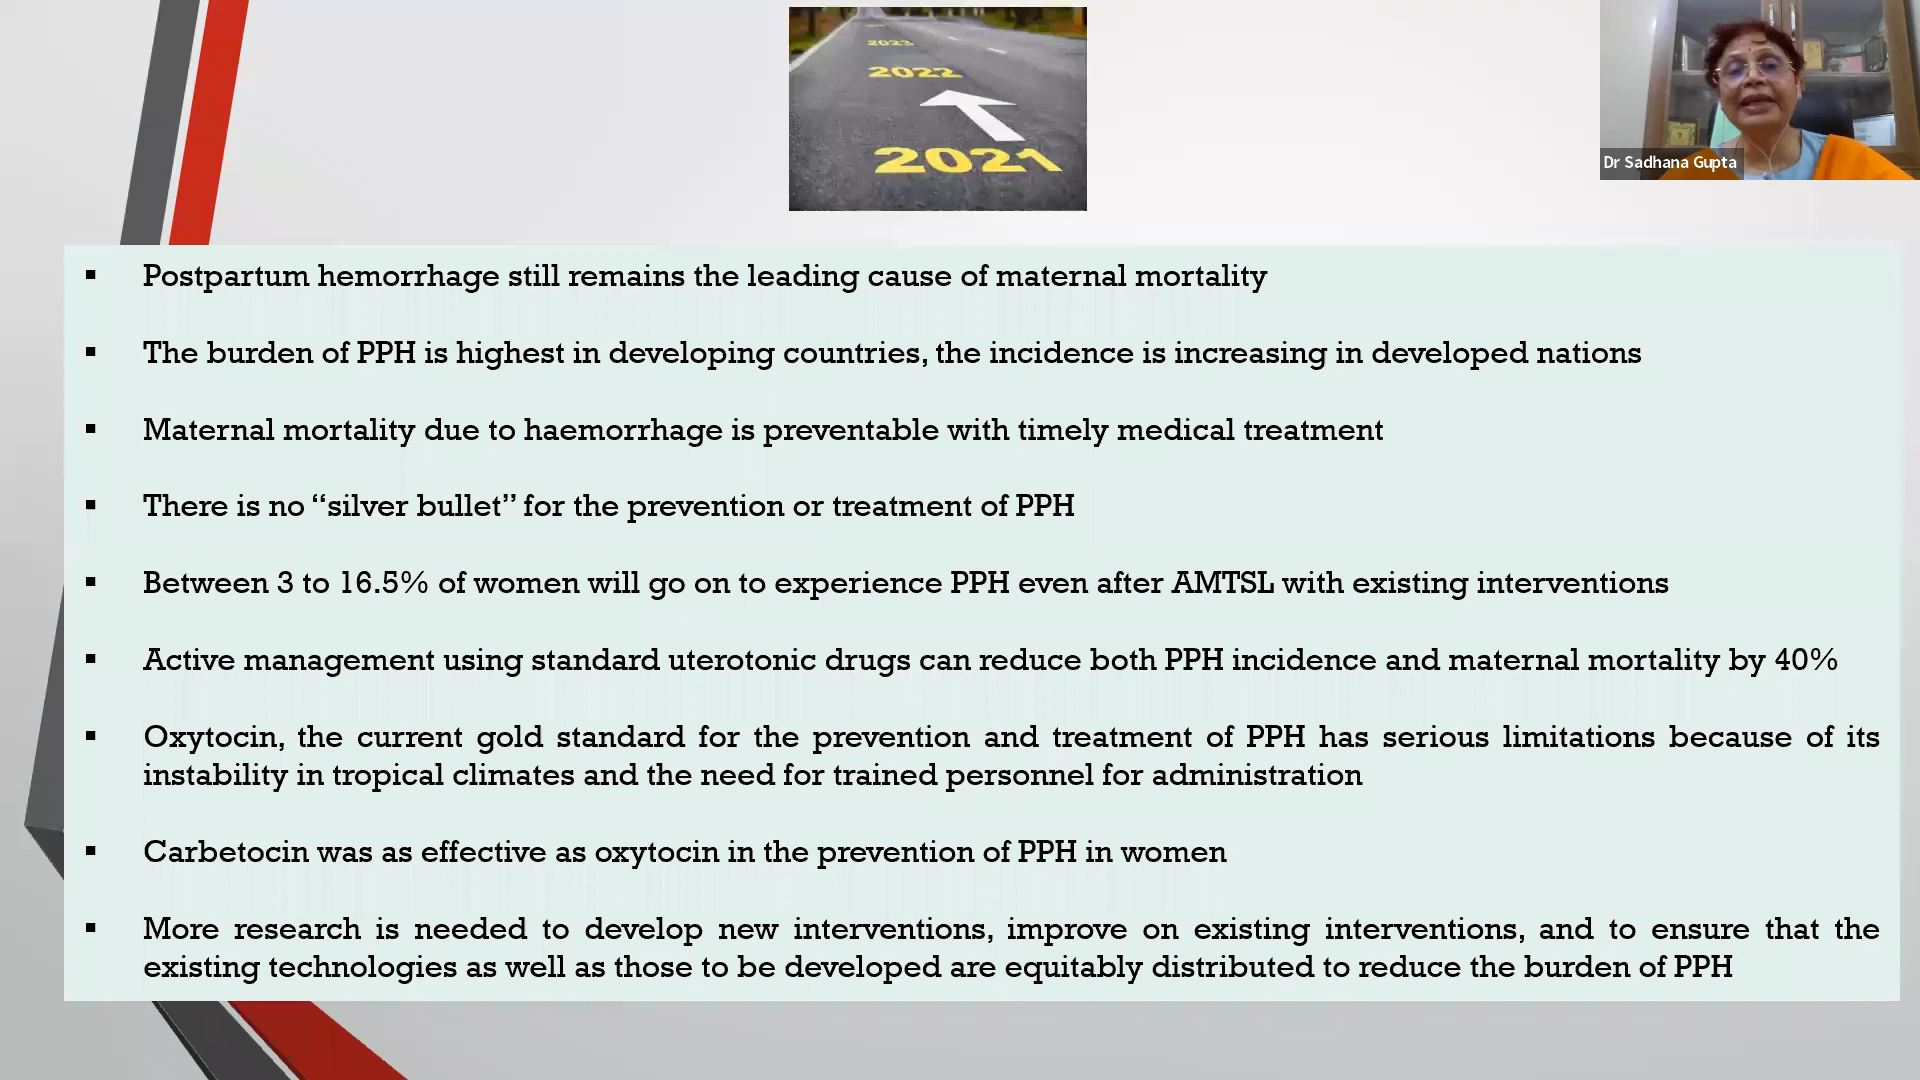 2023
2022
2021
Dr Sadhana Gupta
▪ Postpartum hemorrhage still remains the leading cause of maternal mortality
▪ The burden of PPH is highest in developing countries, the incidence is increasing in developed nations
▪ Maternal mortality due to haemorrhage is preventable with timely medical treatment
▪ There is no “silver bullet” for the prevention or treatment of PPH
▪ Between 3 to 16.5% of women will go on to experience PPH even after AMTSL with existing interventions
▪ Active management using standard uterotonic drugs can reduce both PPH incidence and maternal mortality by 40%
▪ Oxytocin, the current gold standard for the prevention and treatment of PPH has serious limitations because of its
instability in tropical climates and the need for trained personnel for administration
▪ Carbetocin was as effective as oxytocin in the prevention of PPH in women
▪ More research is needed to develop new interventions, improve on existing interventions, and to ensure that the
existing technologies as well as those to be developed are equitably distributed to reduce the burden of PPH